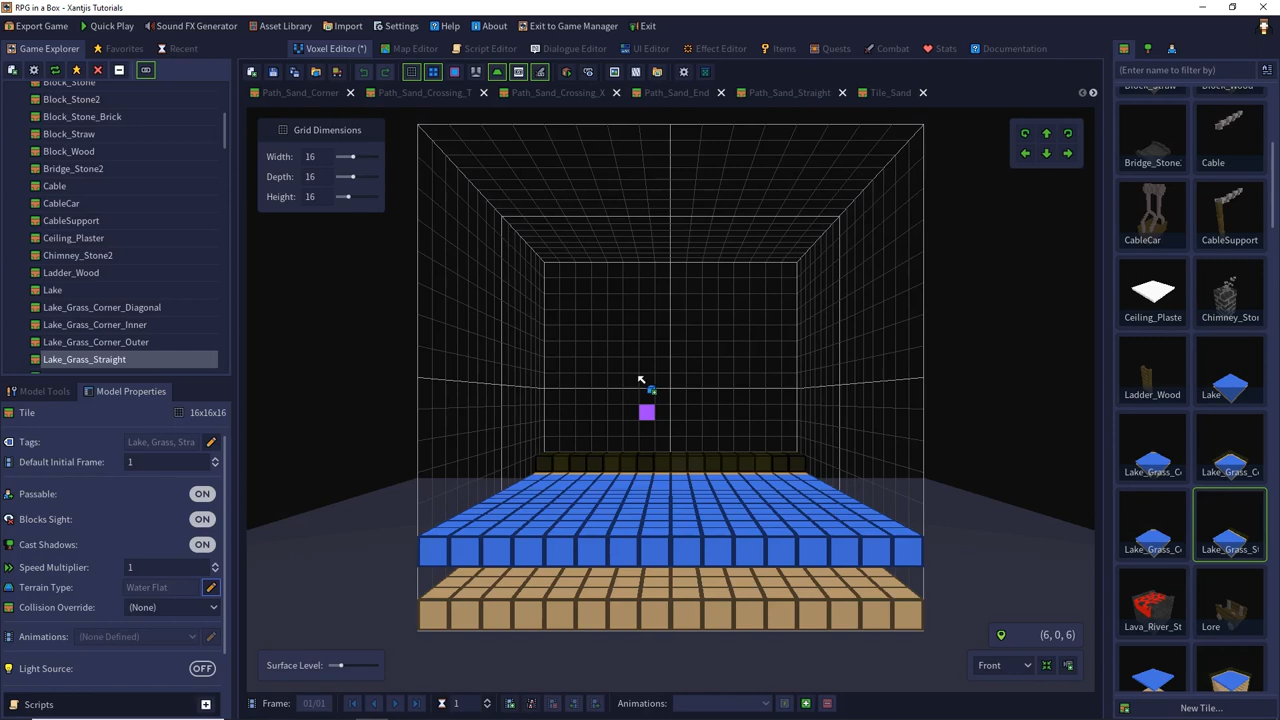 RPG in a Box - Xantjis Tutorials
Export Game Quick Play Sound FX Generator Asset Library Import Settings Help About Exit to Game Manager Exit
Game Explorer Favorites Recent Voxel Editor (*) Map Editor Script Editor Dialogue Editor UI Editor Effect Editor Items Quests Combat Stats Documentation
(Enter name to filter by)
Path_Sand_Corner Path_Sand_Crossing_T Path_Sand_Crossing_X Path_Sand_End Path_Sand_Straight Tile_Sand
Block_Stone
Block_Stone2
Block_Stone_Brick
Block_Straw
Block_Wood
Bridge_Stone2
Cable
CableCar
CableSupport
Ceiling_Plaster
Chimney_Stone2
Ladder_Wood
Lake
Lake_Grass_Corner_Diagonal
Lake_Grass_Corner_Inner
Lake_Grass_Corner_Outer
Lake_Grass_Straight
Grid Dimensions
Width: 16
Depth: 16
Height: 16
Block_Straw Block_Wood
Bridge_Stone2 Cable
CableCar CableSupport
Ceiling_Plaste Chimney_Stor
Ladder_Wood Lake
Lake_Grass_Cc Lake_Grass_Cc
Lake_Grass_Cc Lake_Grass_St
Lava_River_St Lore
New Tile...
Model Tools Model Properties
Tile 16x16x16
Tags: Lake, Grass, Stra
Default Initial Frame: 1
Passable: ON
Blocks Sight: ON
Cast Shadows: ON
Speed Multiplier: 1
Terrain Type: Water Flat
Collision Override: (None)
Animations: (None Defined)
Light Source: OFF
Scripts
(6, 0, 6)
Surface Level: Front
Frame: 01/01 1 Animations: